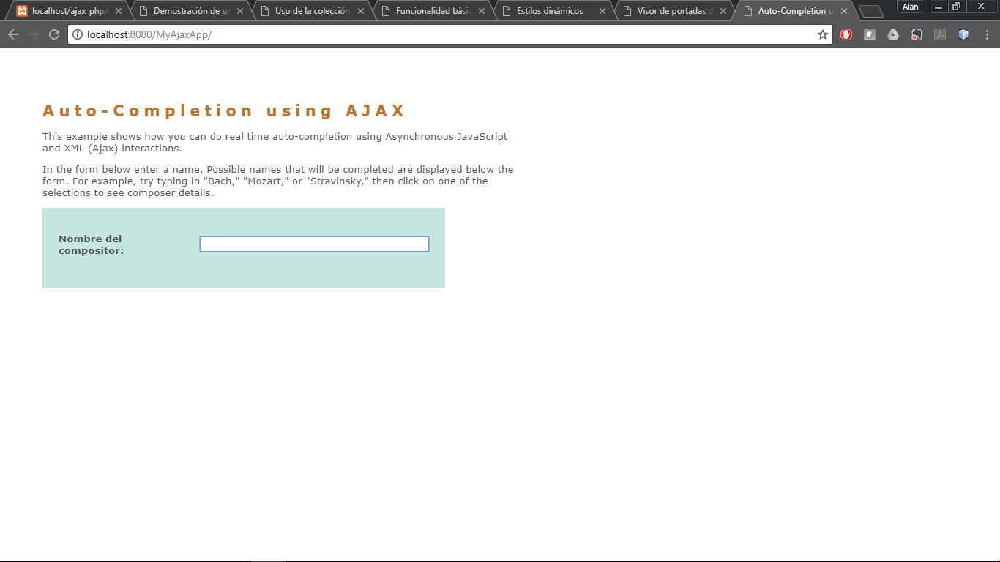 localhost/ajax_php/
Demostración de un
Uso de la colección
Funcionalidad básic
Estilos dinámicos
Visor de portadas d
Auto-Completion u
Alan
localhost:8080/MyAjaxApp/
Auto-Completion using AJAX
This example shows how you can do real time auto-completion using Asynchronous JavaScript
and XML (Ajax) interactions.
In the form below enter a name. Possible names that will be completed are displayed below the
form. For example, try typing in "Bach," "Mozart," or "Stravinsky," then click on one of the
selections to see composer details.
Nombre del
compositor: